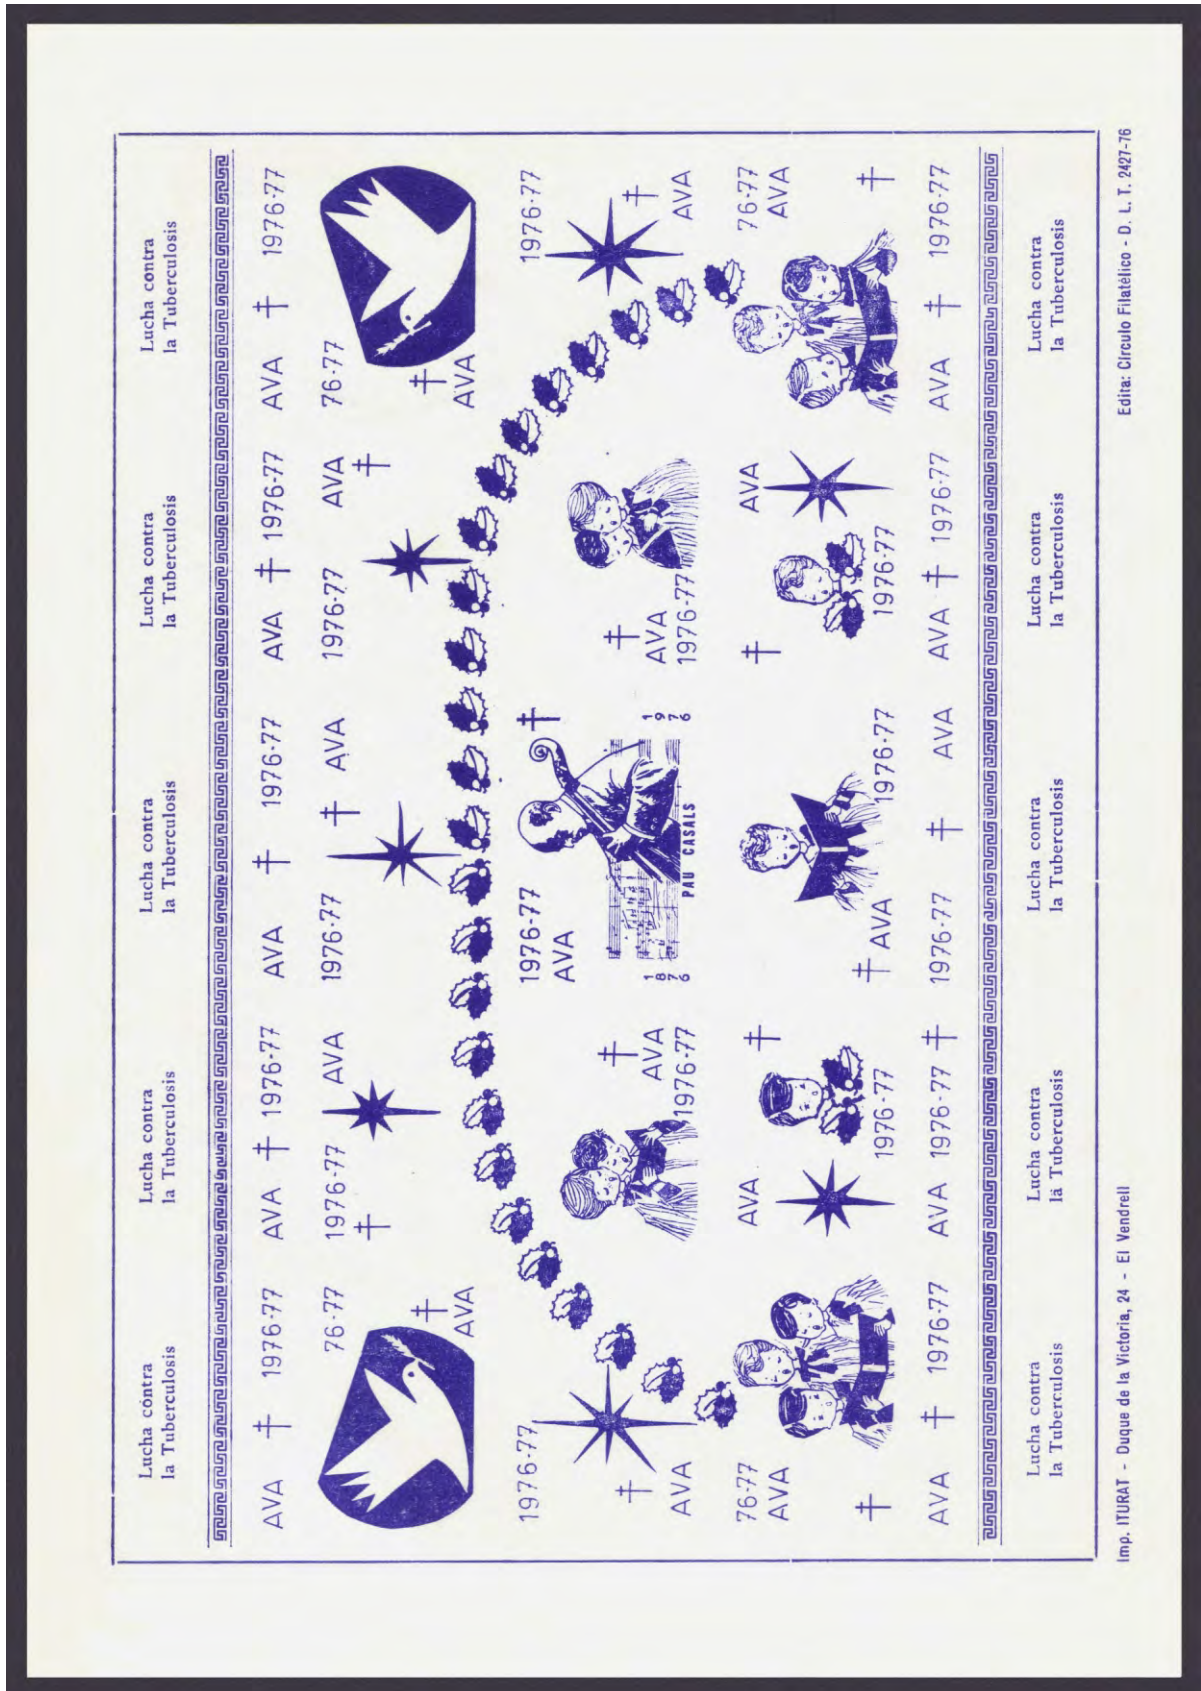 Lucha contra Lucha contra Lucha contra Lucha contra Lucha contra
la Tuberculosis la Tuberculosis la Tuberculosis la Tuberculosis la Tuberculosis
AVA 1976-77 AVA 1976-77 AVA 1976-77 AVA 1976-77 AVA 1976-77
76-77 1976-77 AVA 1976-77 AVA 1976-77 AVA 76-77
AVA AVA
1976-77 1976-77 1976-77
AVA
AVA AVA
1976-77 1876 1976 1976-77
AVA PAU CASALS AVA
76-77 AVA AVA 76-77
AVA AVA
1976-77 AVA 1976-77 1976-77
AVA 1976-77 AVA 1976-77 1976-77 AVA AVA 1976-77 AVA 1976-77
Lucha contra Lucha contra Lucha contra Lucha contra Lucha contra
la Tuberculosis la Tuberculosis la Tuberculosis la Tuberculosis la Tuberculosis
Imp. ITURAT - Duque de la Victoria, 24 - El Vendrell Edita: Círculo Filatélico - D. L. T. 2427-76